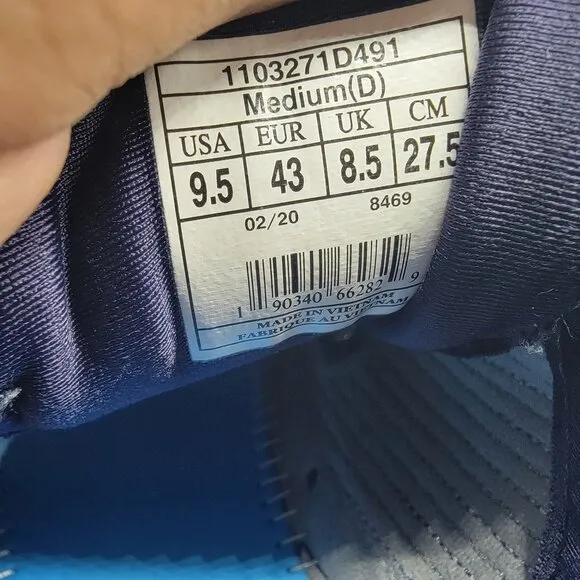 1103271D491
Medium(D)
USA EUR UK CM
9.5 43 8.5 27.5
02/20 8469
1 90340 66282 9
MADE IN VIETNAM
FABRIQUE AU VIETNAM